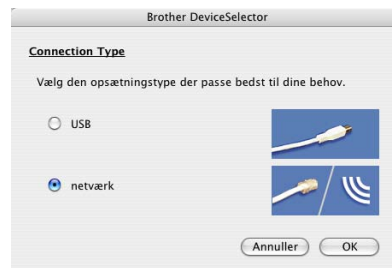 Brother DeviceSelector
Connection Type
Vælg den opsætningstype der passe bedst til dine behov.
USB
netværk
Annuller OK